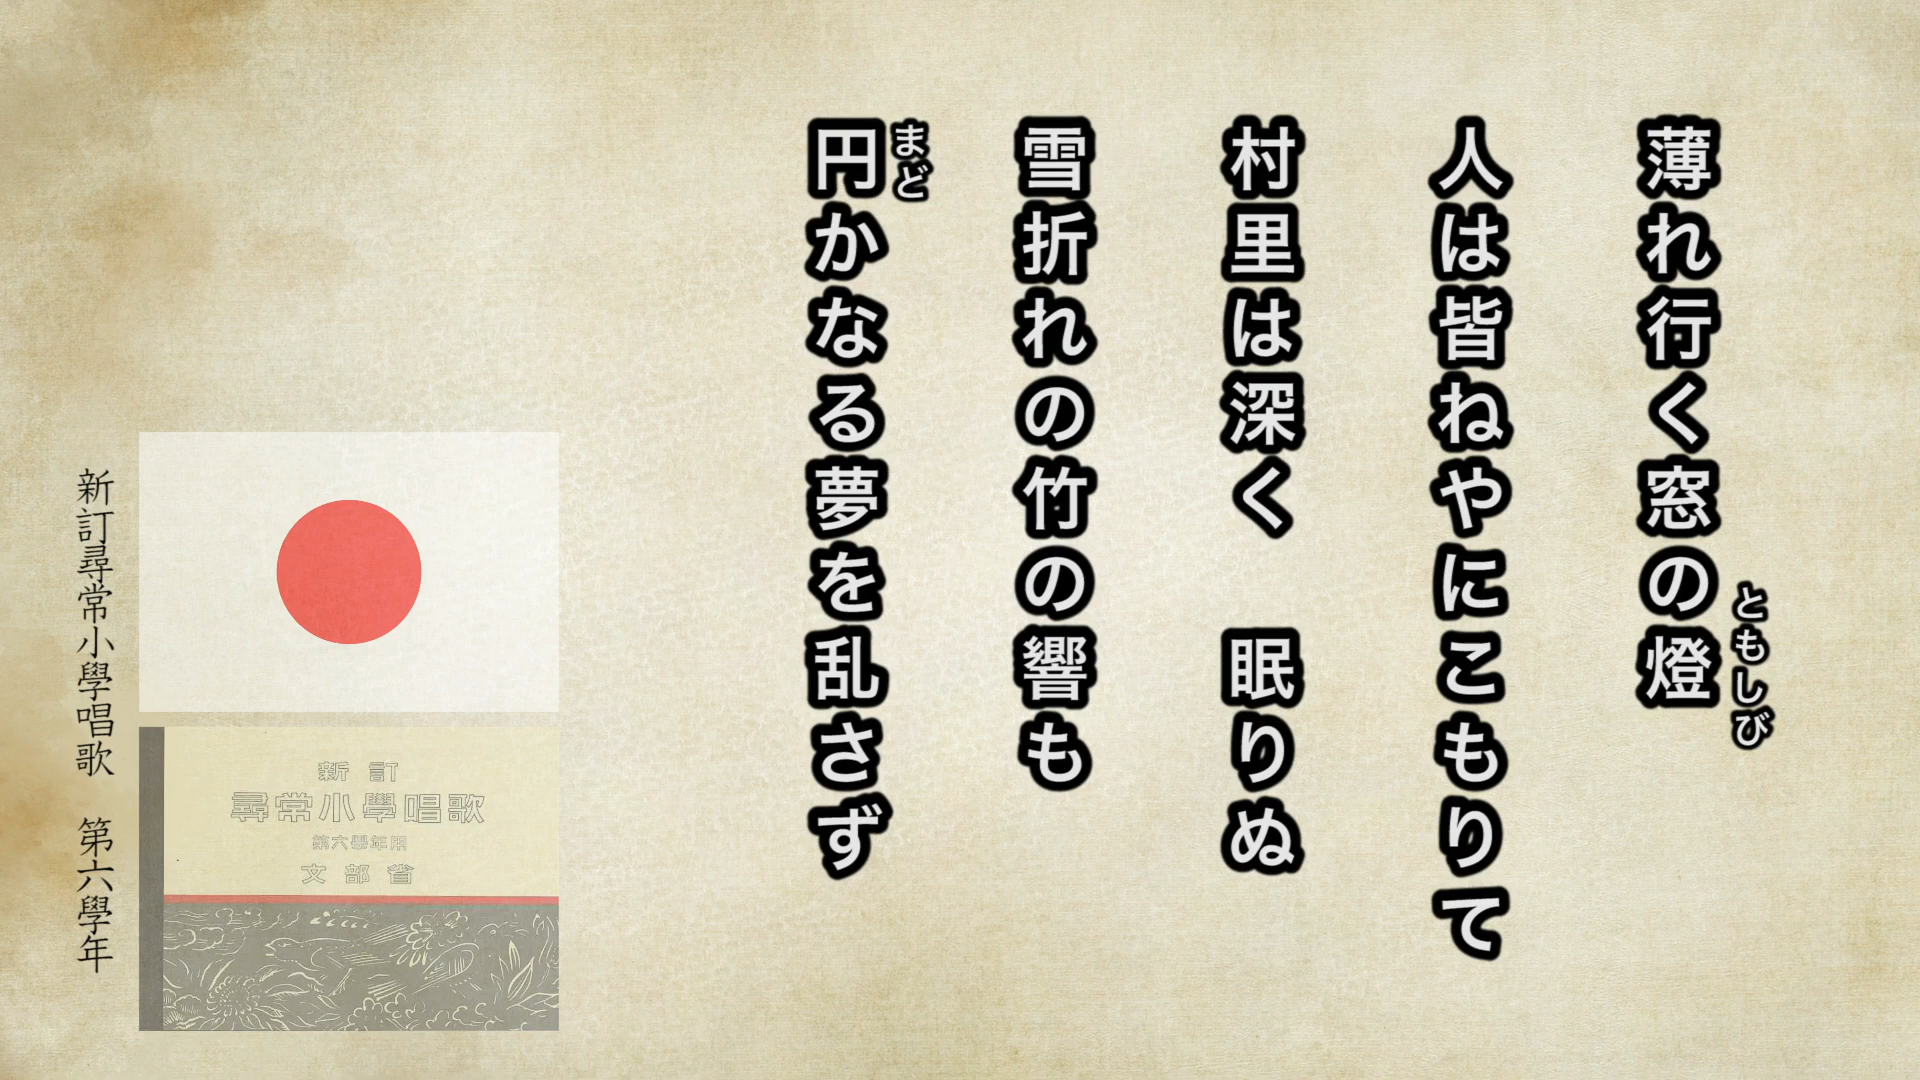 薄れ行く窓の燈
ともしび
人は皆ねやにこもりて
村里は深く　眠りぬ
雪折れの竹の響も
円かなる夢を乱さず
まど
新訂尋常小學唱歌　第六學年
新訂
尋常小學唱歌
第六學年用
文部省